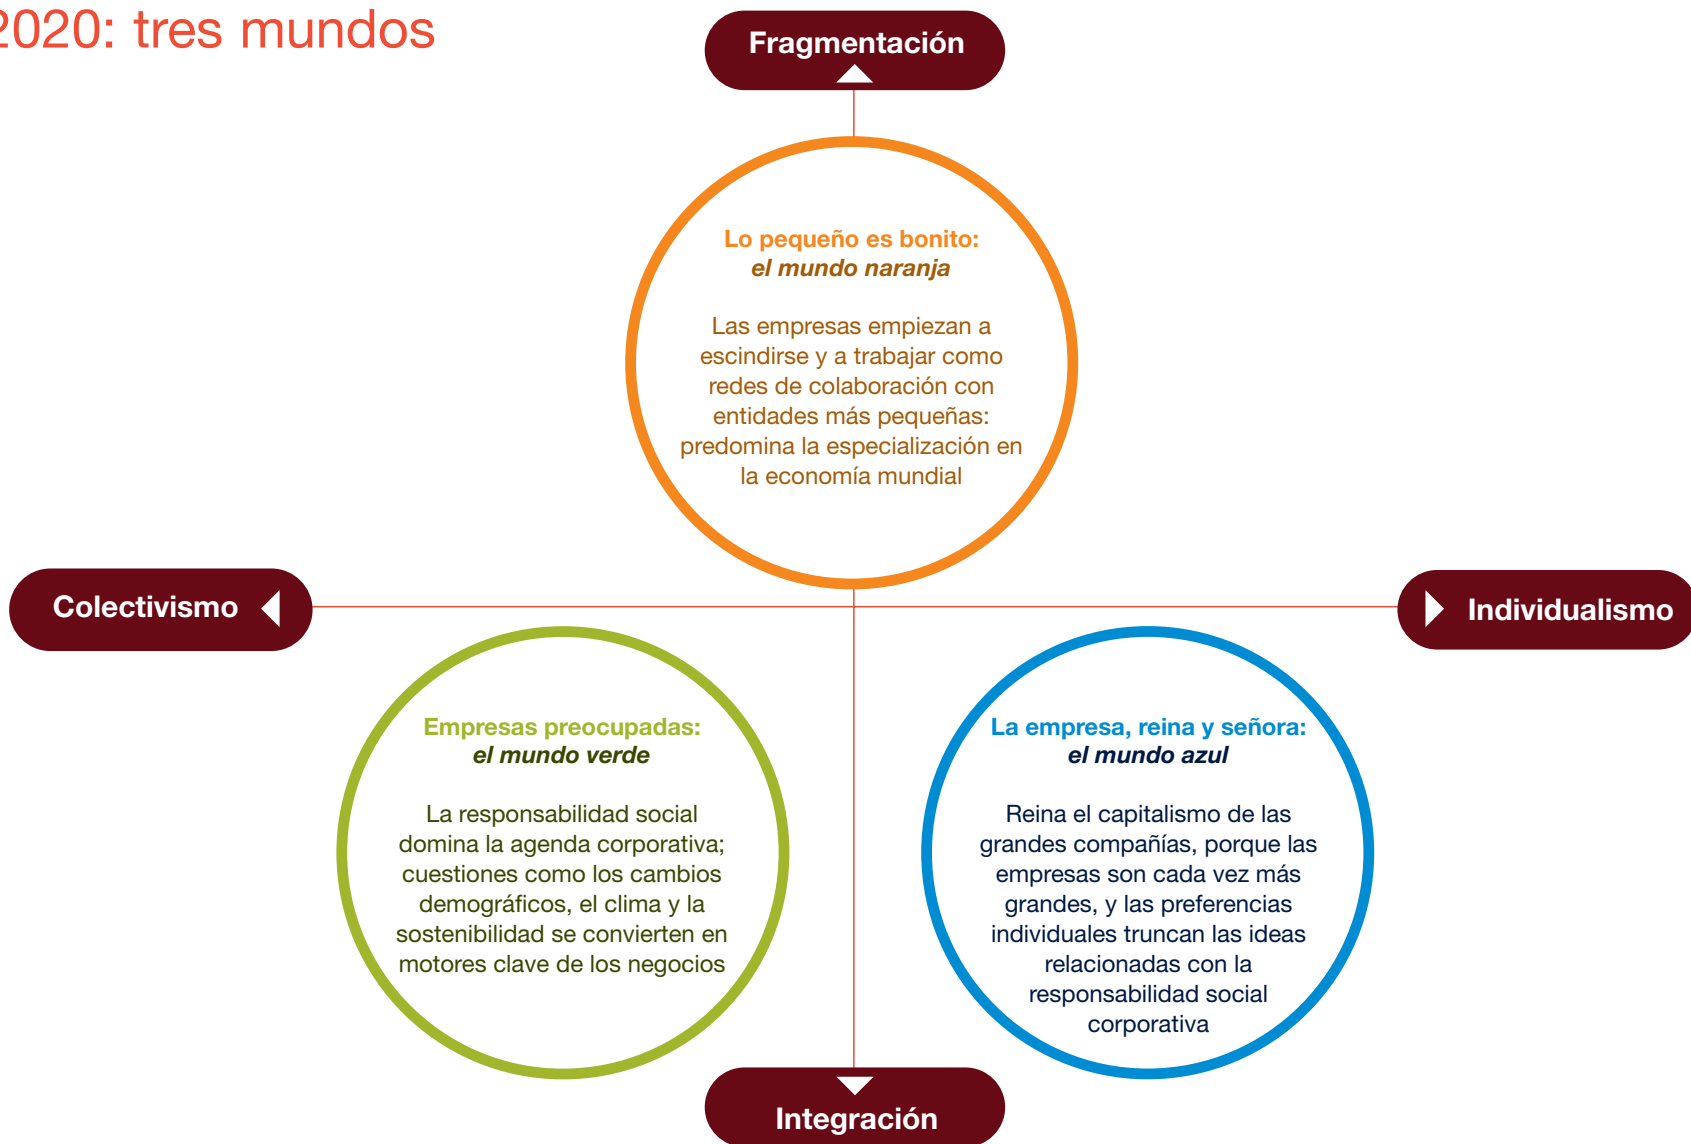 2020: tres mundos
Fragmentación
Lo pequeño es bonito:
el mundo naranja
Las empresas empiezan a
escindirse y a trabajar como
redes de colaboración con
entidades más pequeñas:
predomina la especialización en
la economía mundial
Colectivismo
Individualismo
Empresas preocupadas:
el mundo verde
La responsabilidad social
domina la agenda corporativa;
cuestiones como los cambios
demográficos, el clima y la
sostenibilidad se convierten en
motores clave de los negocios
La empresa, reina y señora:
el mundo azul
Reina el capitalismo de las
grandes compañías, porque las
empresas son cada vez más
grandes, y las preferencias
individuales truncan las ideas
relacionadas con la
responsabilidad social
corporativa
Integración